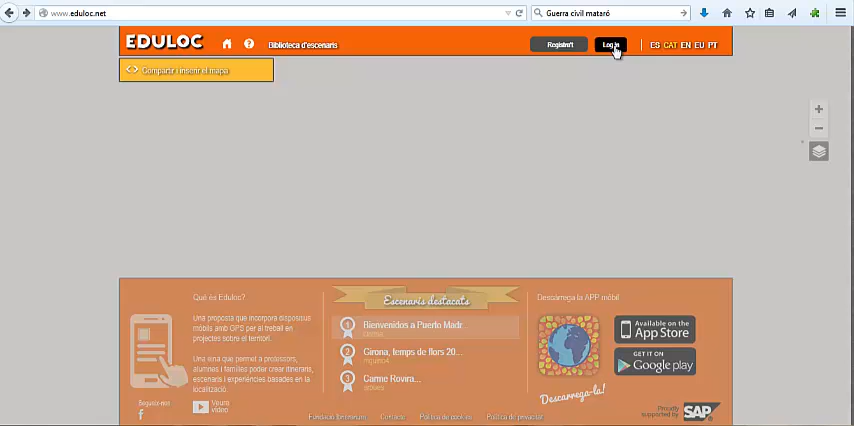 www.eduloc.net
Guerra civil mataró
EDULOC
Biblioteca d'escenaris
Registra't
Log in
ES CAT EN EU PT
Compartir i inserir el mapa
Què és Eduloc?
Una proposta que incorpora dispositius
mòbils amb GPS per al treball en
projectes sobre el territori.
Una eina que permet a professors,
alumnes i famílies poder crear itineraris,
escenaris i experiències basades en la
localització.
Segueix-nos
Veure
vídeo
Escenaris destacats
1 Bienvenidos a Puerto Madr...
2 Girona, temps de flors 20...
3 Carme Rovira...
Descàrrega la APP mòbil
Available on the
App Store
GET IT ON
Google play
Descarrega-la!
Contacte
Política de cookies
Política de privacitat
Proudly
supported by
SAP